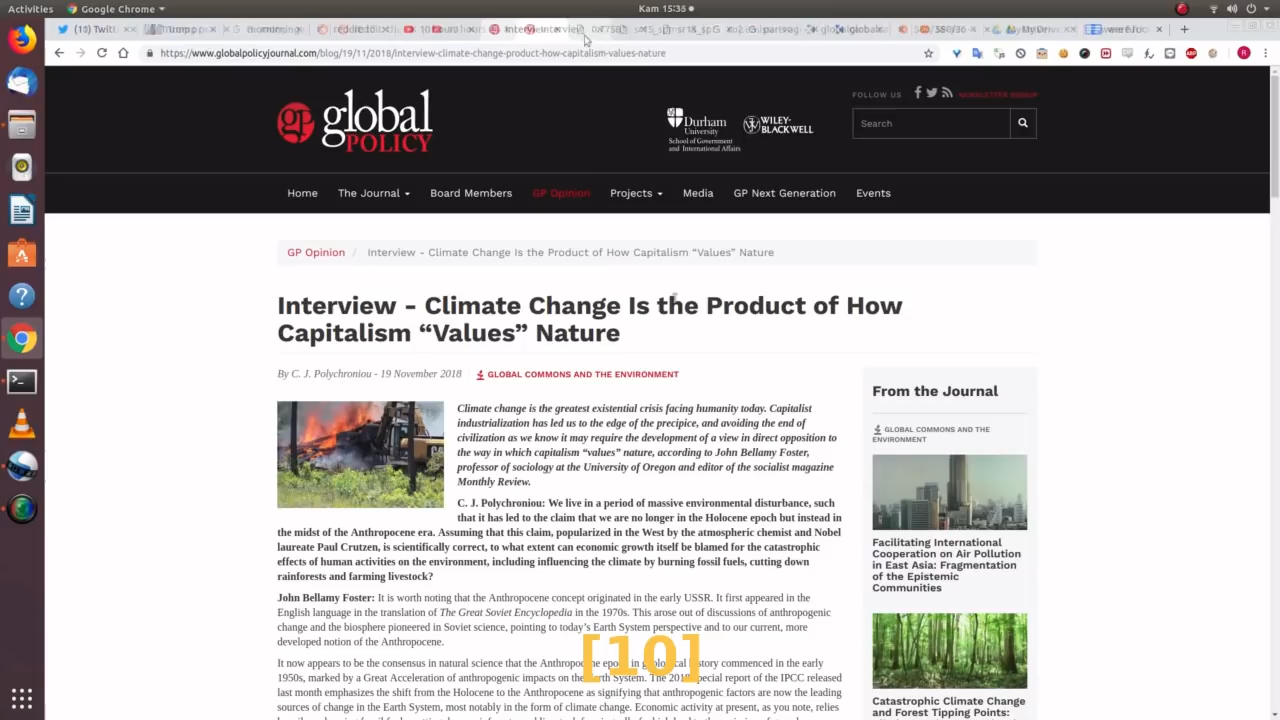 Activities
Google Chrome
Kam 15:36
https://www.globalpolicyjournal.com/blog/19/11/2018/interview-climate-change-product-how-capitalism-values-nature
gp global POLICY
Durham University
School of Government and International Affairs
WILEY-BLACKWELL
FOLLOW US
NEWSLETTER SIGNUP
Search
Home
The Journal
Board Members
GP Opinion
Projects
Media
GP Next Generation
Events
GP Opinion / Interview - Climate Change Is the Product of How Capitalism “Values” Nature
Interview - Climate Change Is the Product of How
Capitalism “Values” Nature
By C. J. Polychroniou - 19 November 2018
GLOBAL COMMONS AND THE ENVIRONMENT
Climate change is the greatest existential crisis facing humanity today. Capitalist
industrialization has led us to the edge of the precipice, and avoiding the end of
civilization as we know it may require the development of a view in direct opposition to
the way in which capitalism “values” nature, according to John Bellamy Foster,
professor of sociology at the University of Oregon and editor of the socialist magazine
Monthly Review.
C. J. Polychroniou: We live in a period of massive environmental disturbance, such
that it has led to the claim that we are no longer in the Holocene epoch but instead in
the midst of the Anthropocene era. Assuming that this claim, popularized in the West by the atmospheric chemist and Nobel
laureate Paul Crutzen, is scientifically correct, to what extent can economic growth itself be blamed for the catastrophic
effects of human activities on the environment, including influencing the climate by burning fossil fuels, cutting down
rainforests and farming livestock?
John Bellamy Foster: It is worth noting that the Anthropocene concept originated in the early USSR. It first appeared in the
English language in the translation of The Great Soviet Encyclopedia in the 1970s. This arose out of discussions of anthropogenic
change and the biosphere pioneered in Soviet science, pointing to today’s Earth System perspective and to our current, more
developed notion of the Anthropocene.
It now appears to be the consensus in natural science that the Anthropocene epoch in geological history commenced in the early
1950s, marked by a Great Acceleration of anthropogenic impacts on the Earth System. The special report of the IPCC released
last month emphasizes the shift from the Holocene to the Anthropocene as signifying that anthropogenic factors are now the leading
sources of change in the Earth System, most notably in the form of climate change. Economic activity at present, as you note, relies
[10]
From the Journal
GLOBAL COMMONS AND THE
ENVIRONMENT
Facilitating International
Cooperation on Air Pollution
in East Asia: Fragmentation
of the Epistemic
Communities
Catastrophic Climate Change
and Forest Tipping Points: